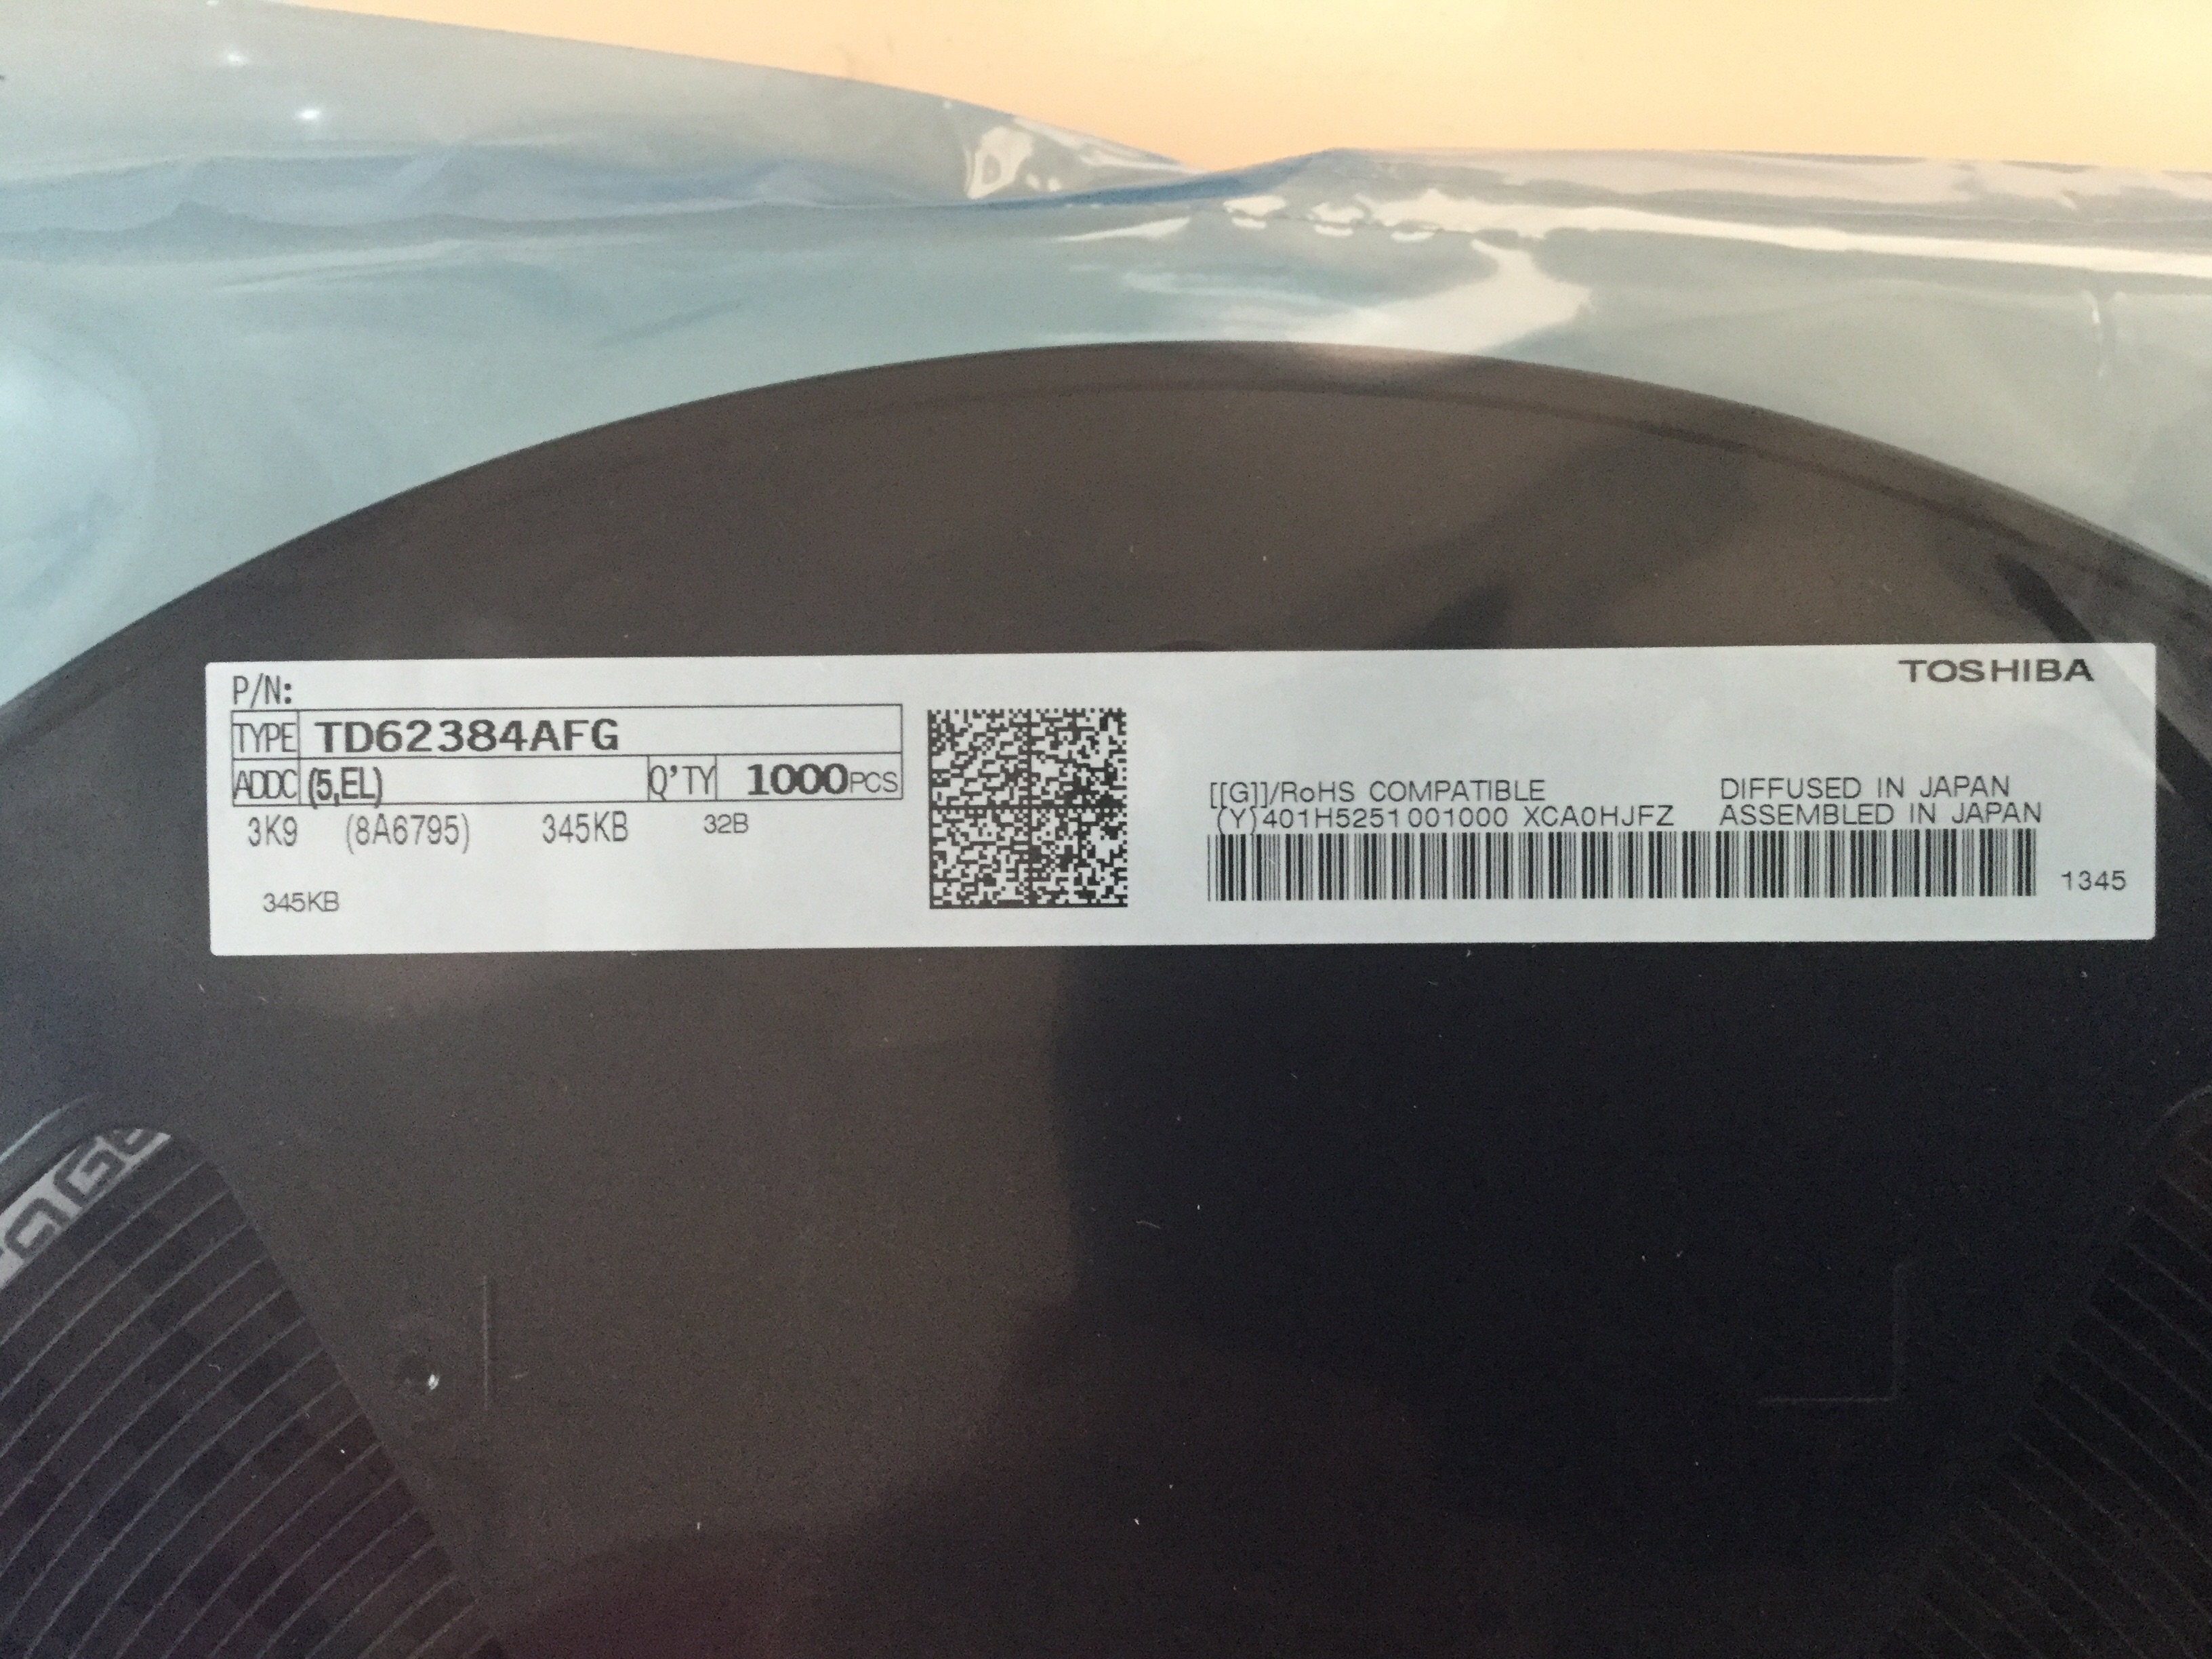 TOSHIBA
P/N:
TYPE TD62384AFG
ADDC (5,EL) Q'TY 1000PCS
3K9 (8A6795) 345KB 32B
345KB
[[G]]/RoHS COMPATIBLE DIFFUSED IN JAPAN
(Y)401H5251001000 XCA0HJFZ ASSEMBLED IN JAPAN
1345